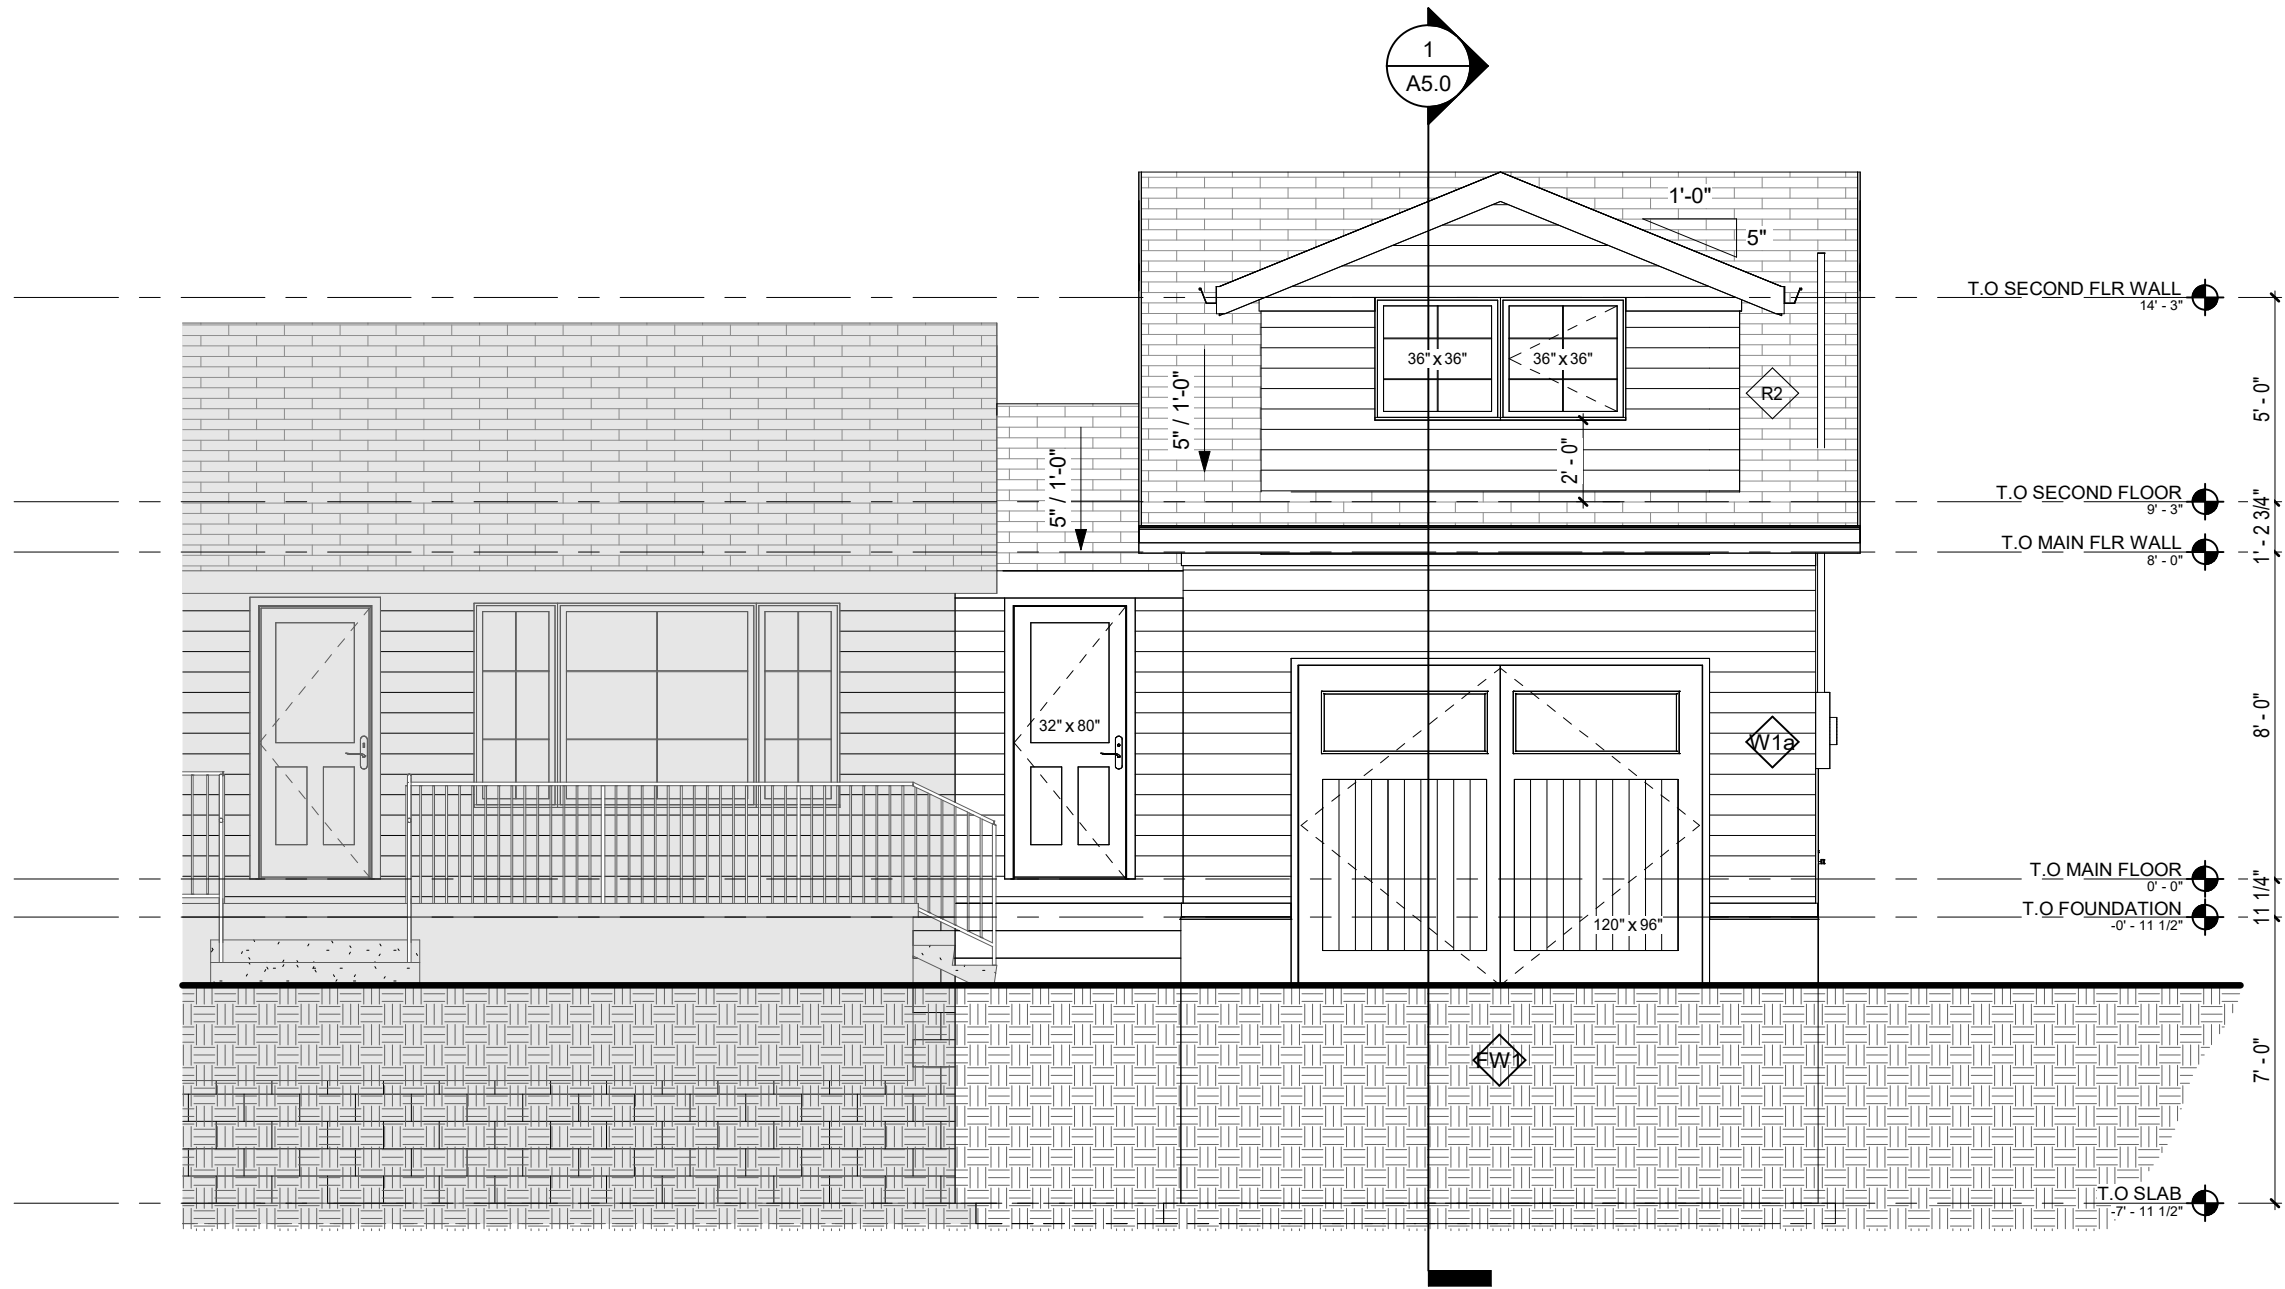 1
A5.0
1'-0"
5"
T.O SECOND FLR WALL
14' - 3"
36" x 36"
36" x 36"
R2
5" / 1'-0"
5' - 0"
5" / 1'-0"
2' - 0"
T.O SECOND FLOOR
9' - 3"
1' - 2 3/4"
T.O MAIN FLR WALL
8' - 0"
32" x 80"
W1a
8' - 0"
T.O MAIN FLOOR
0' - 0"
11 1/4"
T.O FOUNDATION
-0' - 11 1/2"
120" x 96"
FW1
7' - 0"
T.O SLAB
-7' - 11 1/2"